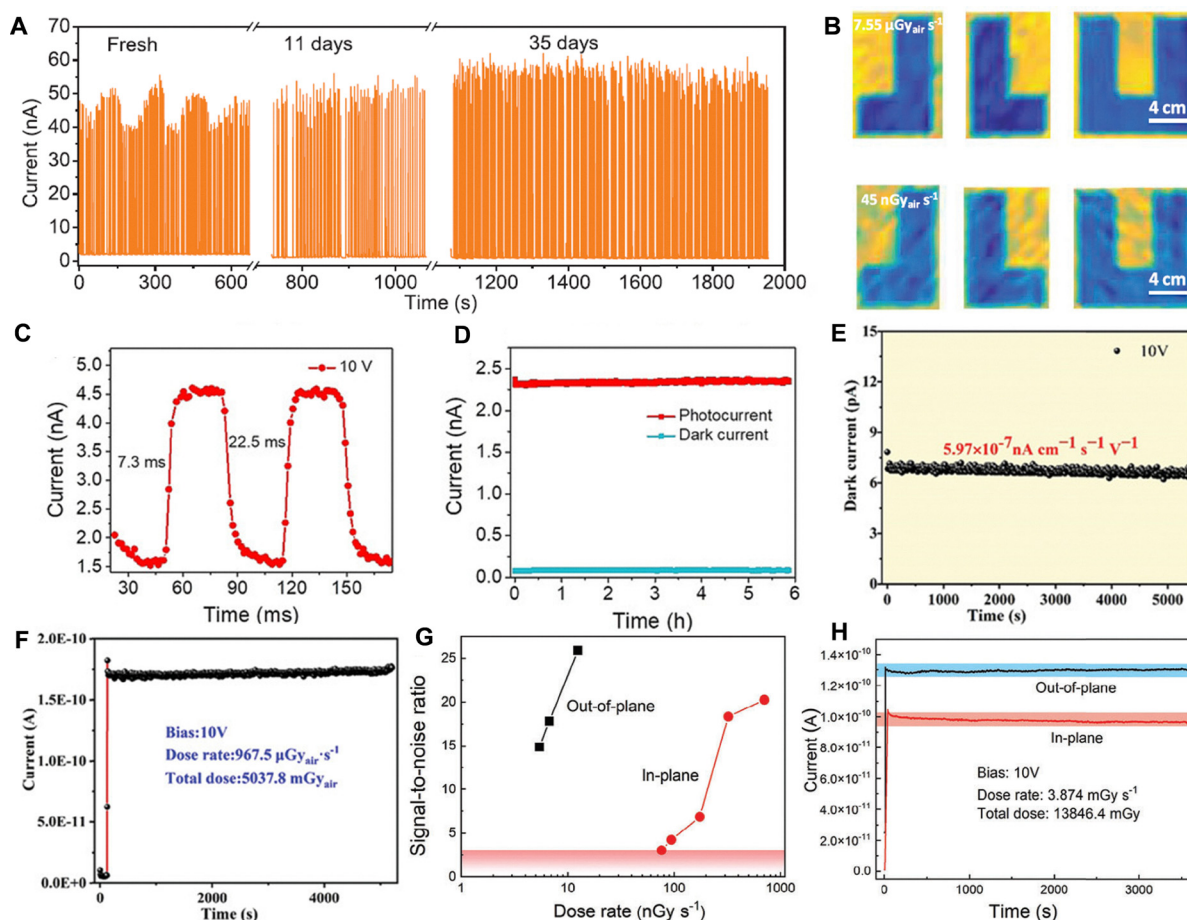 A
Fresh
11 days
35 days
70
60
50
40
30
20
10
0
Current (nA)
0
300
600
800
1000
1200
1400
1600
1800
2000
Time (s)
B
7.55 μGyair s-1
4 cm
45 nGyair s-1
4 cm
C
10 V
5.0
4.5
4.0
3.5
3.0
2.5
2.0
1.5
Current (nA)
7.3 ms
22.5 ms
30
60
90
120
150
Time (ms)
D
2.5
2.0
1.5
1.0
0.5
0.0
Current (nA)
Photocurrent
Dark current
0
1
2
3
4
5
6
Time (h)
E
15
12
9
6
3
0
Dark current (pA)
10V
5.97×10-7nA cm-1 s-1 V-1
0
1000
2000
3000
4000
5000
Time (s)
F
2.0E-10
1.5E-10
1.0E-10
5.0E-11
0.0E+0
Current (A)
Bias:10V
Dose rate:967.5 μGyair·s-1
Total dose:5037.8 mGyair
0
2000
4000
Time (s)
G
25
20
15
10
5
0
Signal-to-noise ratio
Out-of-plane
In-plane
1
10
100
1000
Dose rate (nGy s-1)
H
1.4×10-10
1.2×10-10
1.0×10-10
8.0×10-11
6.0×10-11
4.0×10-11
2.0×10-11
0.0
Current (A)
Out-of-plane
In-plane
Bias: 10V
Dose rate: 3.874 mGy s-1
Total dose: 13846.4 mGy
0
1000
2000
3000
Time (s)